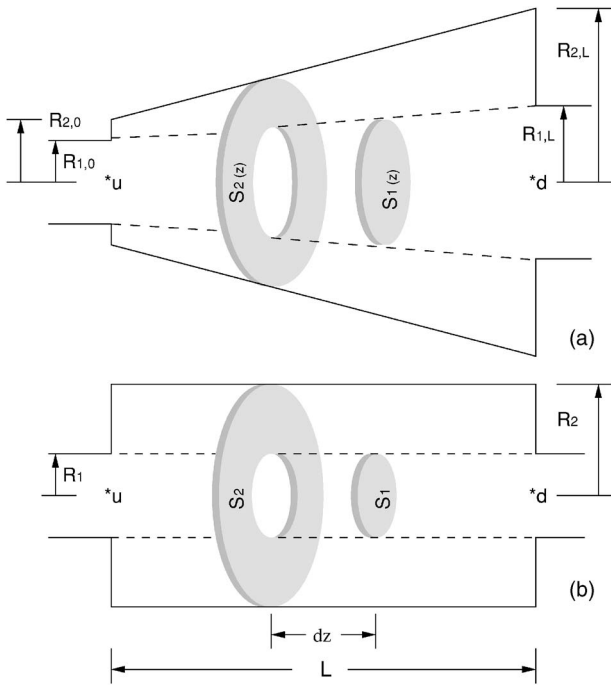 R2,L
R2,0
R1,0
R1,L
*u
S2 (z)
S1 (z)
*d
(a)
R2
R1
*u
S2
S1
*d
(b)
dz
L